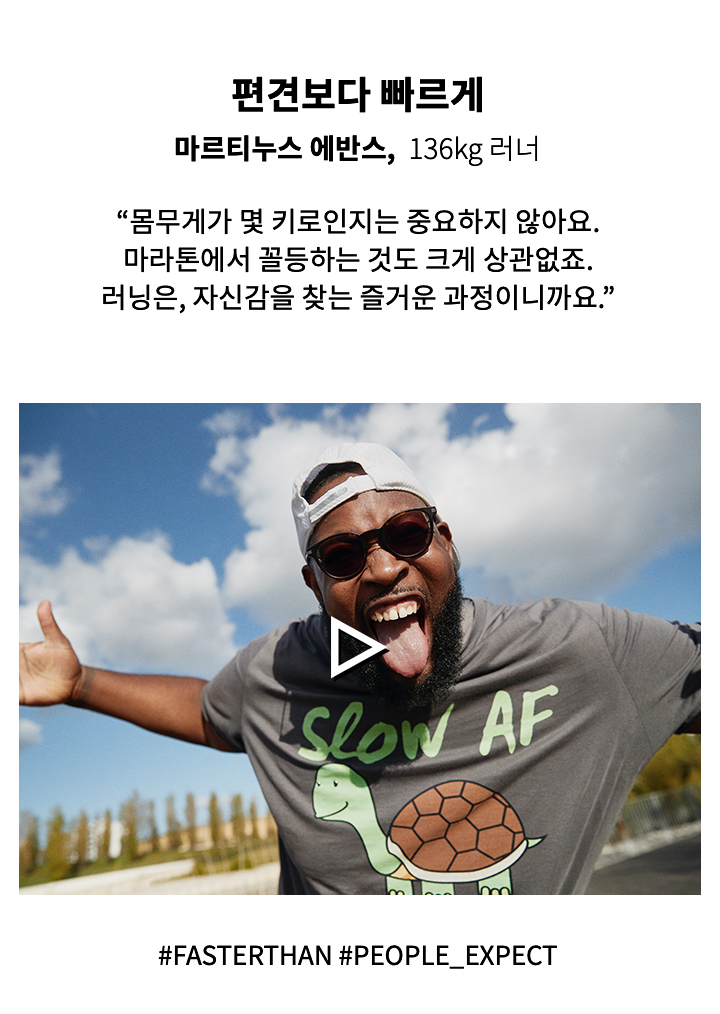 편견보다 빠르게
마르티누스 에반스, 136kg 러너
“몸무게가 몇 키로인지는 중요하지 않아요.
마라톤에서 꼴등하는 것도 크게 상관없죠.
러닝은, 자신감을 찾는 즐거운 과정이니까요.”
Slow AF
#FASTERTHAN #PEOPLE_EXPECT